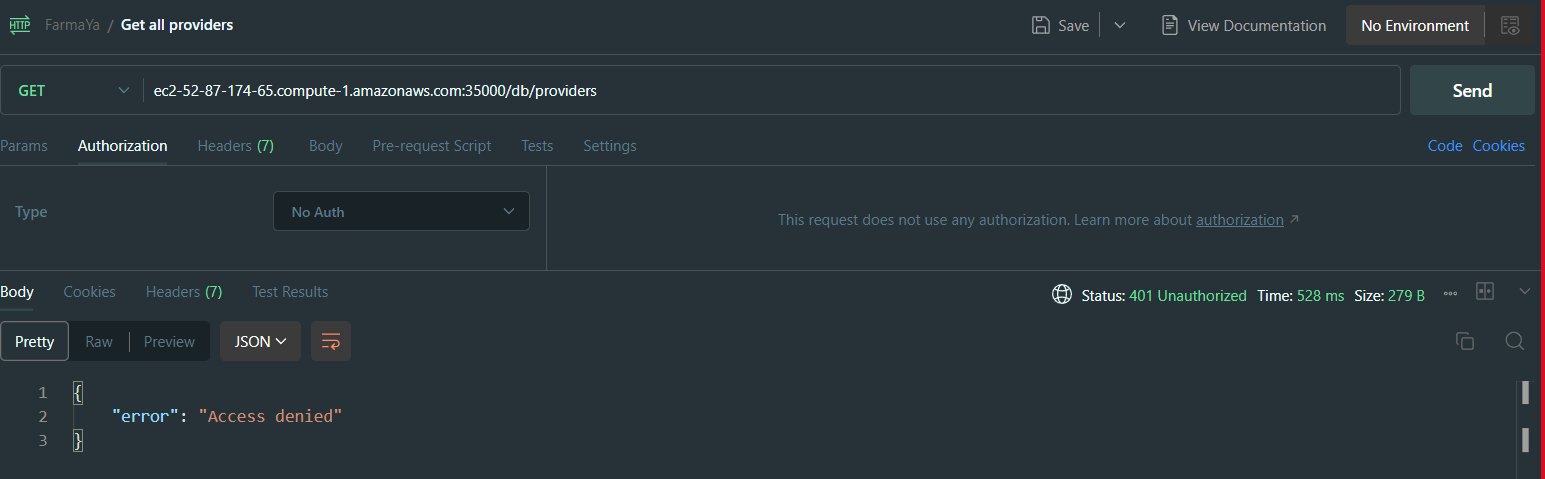 HTTP FarmaYa / Get all providers Save View Documentation No Environment
GET ec2-52-87-174-65.compute-1.amazonaws.com:35000/db/providers Send
Params Authorization Headers (7) Body Pre-request Script Tests Settings Code Cookies
Type No Auth This request does not use any authorization. Learn more about authorization ↗
Body Cookies Headers (7) Test Results Status: 401 Unauthorized Time: 528 ms Size: 279 B
Pretty Raw Preview JSON
1 {
2 "error": "Access denied"
3 }